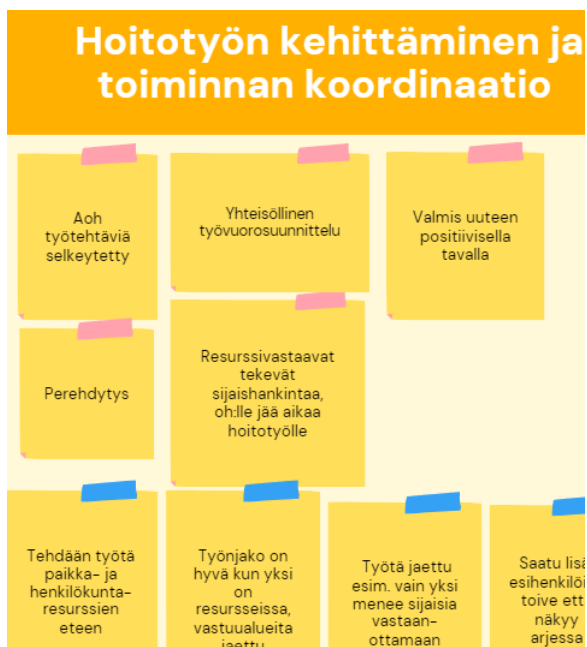 Hoitotyön kehittäminen ja
toiminnan koordinaatio
Aoh
työtehtäviä
selkeytetty
Yhteisöllinen
työvuorosuunnittelu
Valmis uuteen
positiivisella
tavalla
Perehdytys
Resurssivastaavat
tekevät
sijaishankintaa,
oh:lle jää aikaa
hoitotyölle
Tehdään työtä
paikka- ja
henkilökunta-
resurssien
eteen
Työnjako on
hyvä kun yksi
on
resursseissa,
vastuualueita
jaettu
Työtä jaettu
esim. vain yksi
menee sijaisia
vastaan-
ottamaan
Saatu
toive
näkyy
arjessa